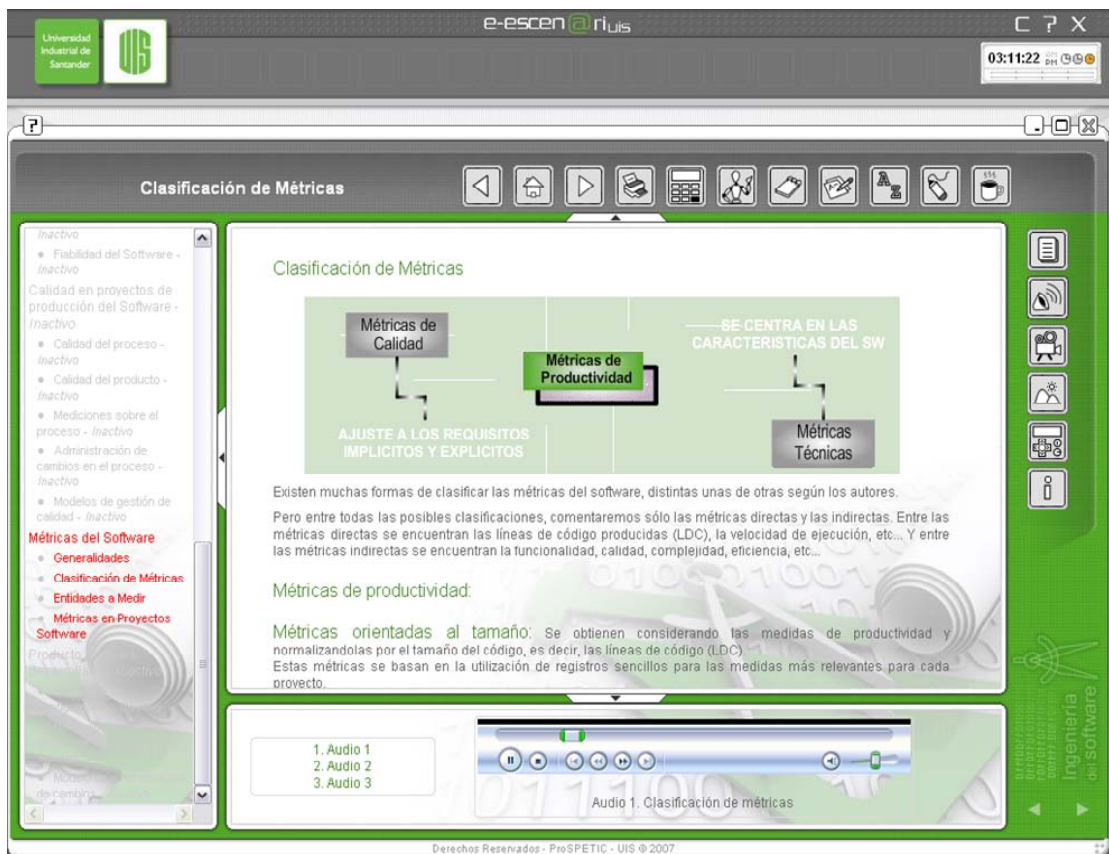 Universidad
Industrial de
Santander
UIS
e-escen@riuis
C ? X
03:11:22 PM
?
Clasificación de Métricas
Inactivo
Fiabilidad del Software -
Inactivo
Calidad en proyectos de
producción del Software -
Inactivo
Calidad del proceso -
Inactivo
Calidad del producto -
Inactivo
Mediciones sobre el
proceso - Inactivo
Administración de
cambios en el proceso -
Inactivo
Modelos de gestión de
calidad - Inactivo
Métricas del Software
Generalidades
Clasificación de Métricas
Entidades a Medir
Métricas en Proyectos
Software
Clasificación de Métricas
Métricas de
Calidad
AJUSTE A LOS REQUISITOS
IMPLICITOS Y EXPLICITOS
Métricas de
Productividad
SE CENTRA EN LAS
CARACTERISTICAS DEL SW
Métricas
Técnicas
Existen muchas formas de clasificar las métricas del software, distintas unas de otras según los autores.
Pero entre todas las posibles clasificaciones, comentaremos sólo las métricas directas y las indirectas. Entre las
métricas directas se encuentran las líneas de código producidas (LDC), la velocidad de ejecución, etc... Y entre
las métricas indirectas se encuentran la funcionalidad, calidad, complejidad, eficiencia, etc...
Métricas de productividad:
Métricas orientadas al tamaño: Se obtienen considerando las medidas de productividad y
normalizandolas por el tamaño del código, es decir, las líneas de código (LDC).
Estas métricas se basan en la utilización de registros sencillos para las medidas más relevantes para cada
proyecto.
1. Audio 1
2. Audio 2
3. Audio 3
Audio 1. Clasificación de métricas
Ingeniería
del software
Derechos Reservados - ProSPETIC - UIS @ 2007